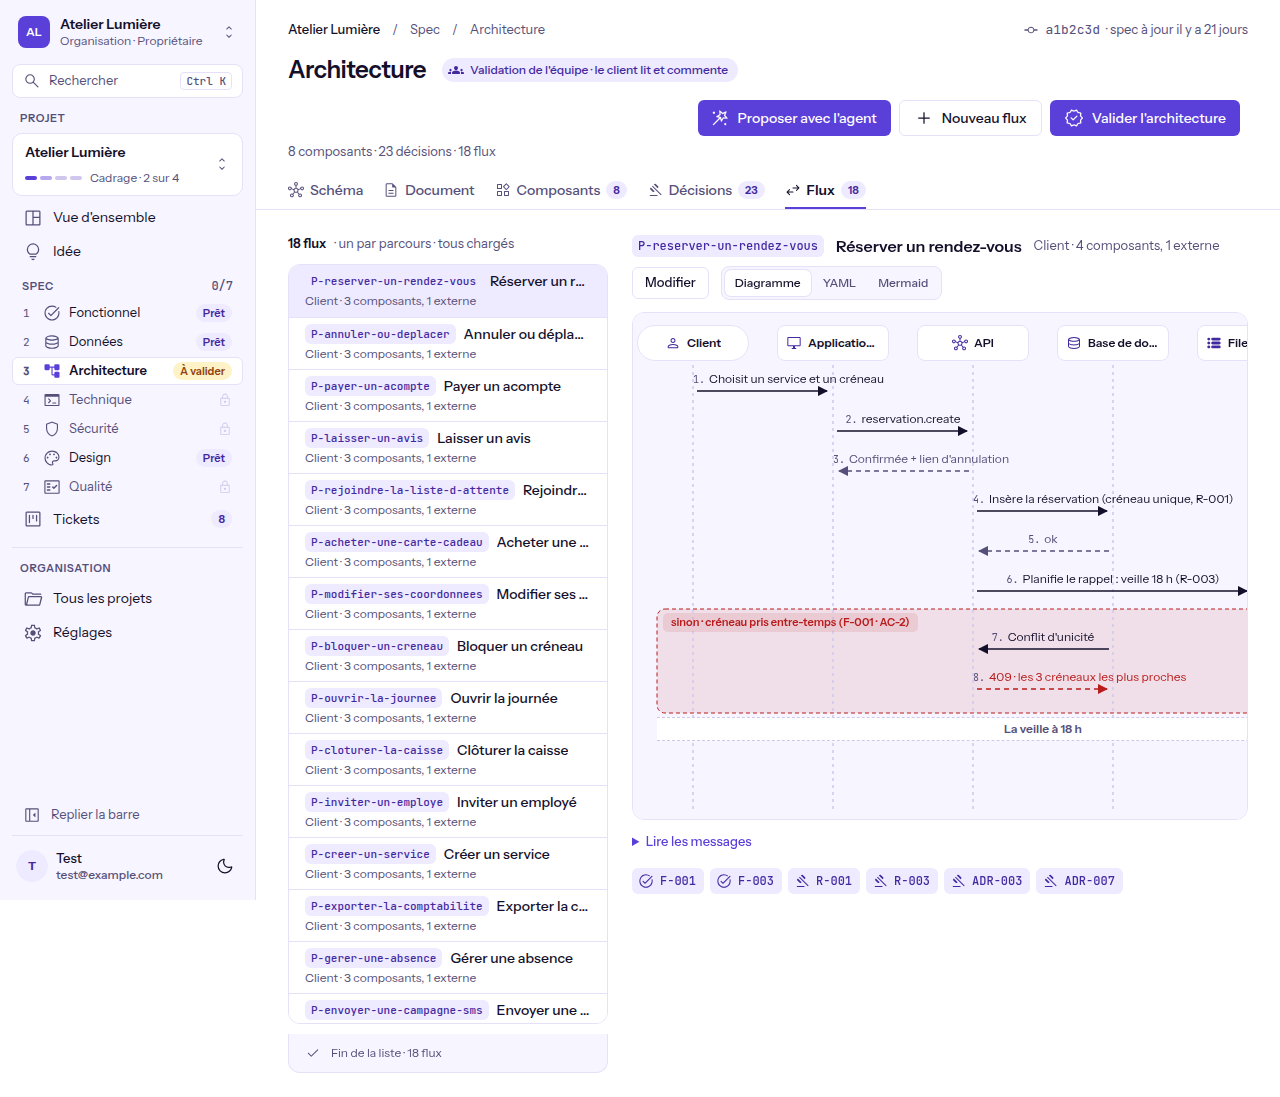 AL
Atelier Lumière
Organisation · Propriétaire
Rechercher
Ctrl K
PROJET
Atelier Lumière
Cadrage · 2 sur 4
Vue d'ensemble
Idée
SPEC 0/7
1 Fonctionnel Prêt
2 Données Prêt
3 Architecture À valider
4 Technique
5 Sécurité
6 Design Prêt
7 Qualité
Tickets 8
ORGANISATION
Tous les projets
Réglages
Replier la barre
T
Test
test@example.com
Atelier Lumière / Spec / Architecture
a1b2c3d · spec à jour il y a 21 jours
Architecture
Validation de l'équipe · le client lit et commente
Proposer avec l'agent
Nouveau flux
Valider l'architecture
8 composants · 23 décisions · 18 flux
Schéma
Document
Composants 8
Décisions 23
Flux 18
18 flux · un par parcours · tous chargés
P-reserver-un-rendez-vous Réserver un r...
Client · 3 composants, 1 externe
P-annuler-ou-deplacer Annuler ou dépla...
Client · 3 composants, 1 externe
P-payer-un-acompte Payer un acompte
Client · 3 composants, 1 externe
P-laisser-un-avis Laisser un avis
Client · 3 composants, 1 externe
P-rejoindre-la-liste-d-attente Rejoindr...
Client · 3 composants, 1 externe
P-acheter-une-carte-cadeau Acheter une ...
Client · 3 composants, 1 externe
P-modifier-ses-coordonnees Modifier ses ...
Client · 3 composants, 1 externe
P-bloquer-un-creneau Bloquer un créneau
Client · 3 composants, 1 externe
P-ouvrir-la-journee Ouvrir la journée
Client · 3 composants, 1 externe
P-cloturer-la-caisse Clôturer la caisse
Client · 3 composants, 1 externe
P-inviter-un-employe Inviter un employé
Client · 3 composants, 1 externe
P-creer-un-service Créer un service
Client · 3 composants, 1 externe
P-exporter-la-comptabilite Exporter la c...
Client · 3 composants, 1 externe
P-gerer-une-absence Gérer une absence
Client · 3 composants, 1 externe
P-envoyer-une-campagne-sms Envoyer une ...
Fin de la liste · 18 flux
P-reserver-un-rendez-vous Réserver un rendez-vous Client · 4 composants, 1 externe
Modifier
Diagramme
YAML
Mermaid
Client
Applicatio...
API
Base de do...
File
1. Choisit un service et un créneau
2. reservation.create
3. Confirmée + lien d'annulation
4. Insère la réservation (créneau unique, R-001)
5. ok
6. Planifie le rappel : veille 18 h (R-003)
sinon · créneau pris entre-temps (F-001 · AC-2)
7. Conflit d'unicité
8. 409 · les 3 créneaux les plus proches
La veille à 18 h
Lire les messages
F-001
F-003
R-001
R-003
ADR-003
ADR-007